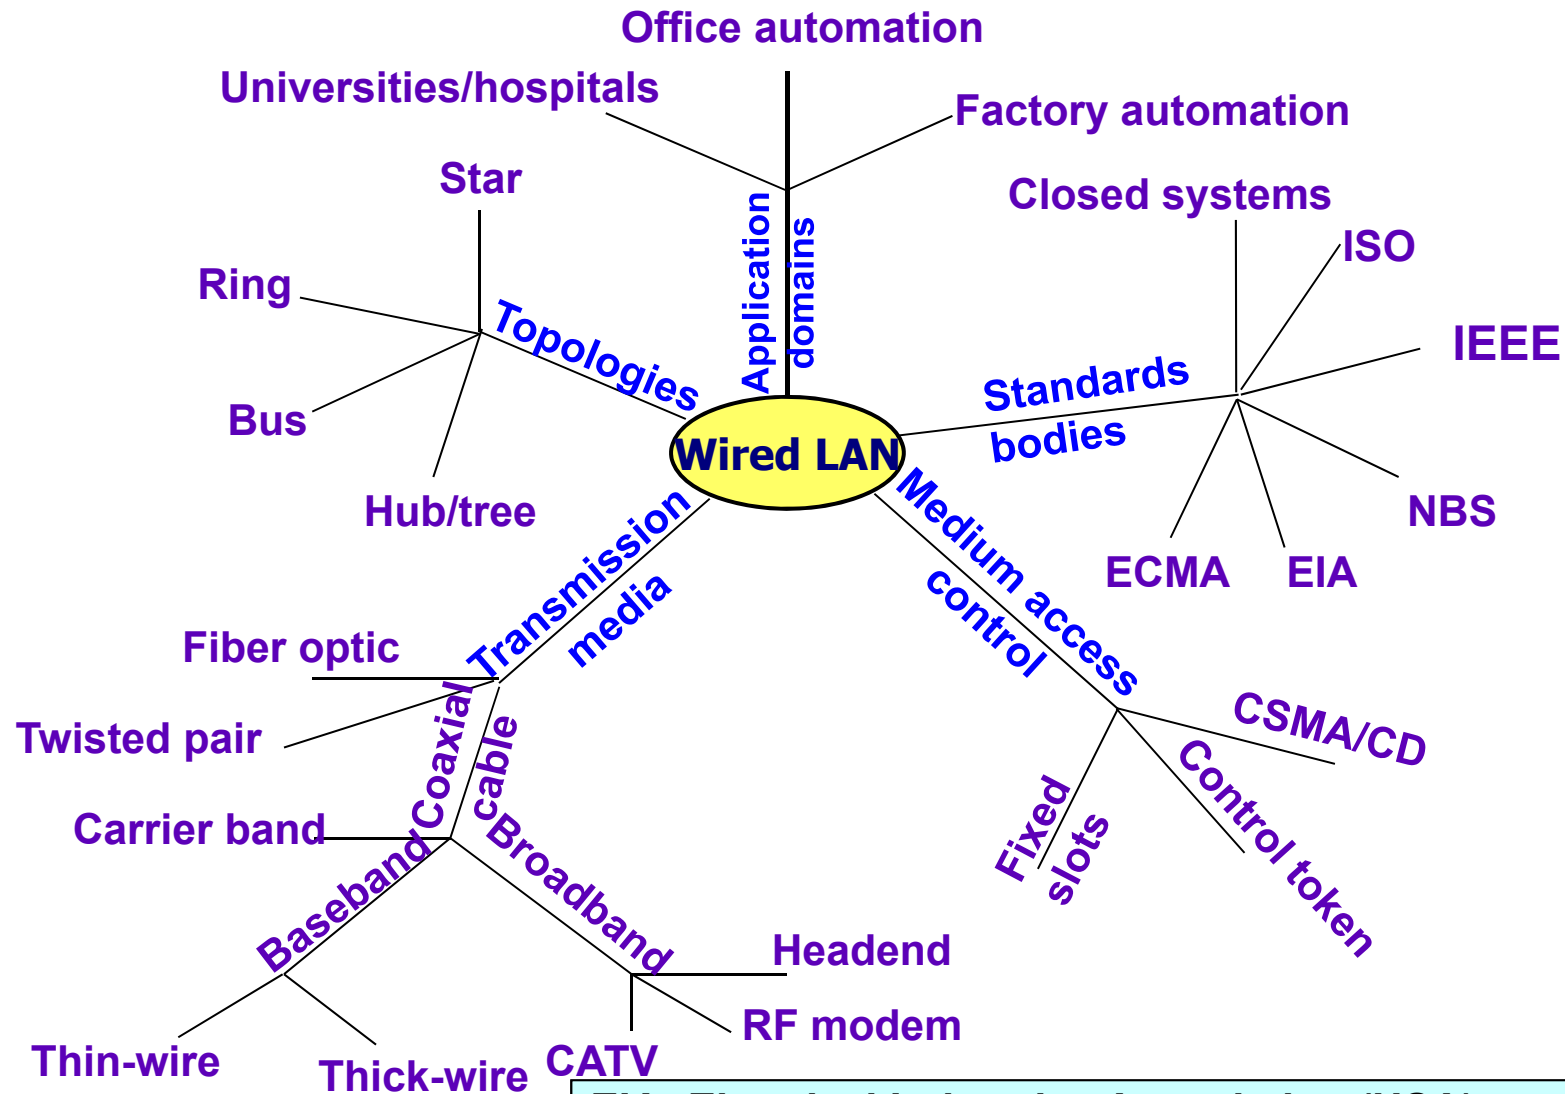 Office automation
Universities/hospitals
Factory automation
Star
Closed systems
ISO
Ring
Application
domains
IEEE
Topologies
Standards
bodies
Bus
Wired LAN
Hub/tree
NBS
ECMA
EIA
Transmission
media
Medium access
control
Fiber optic
Twisted pair
Coaxial
cable
CSMA/CD
Control token
Fixed
slots
Carrier band
Baseband
Broadband
Headend
RF modem
Thin-wire
Thick-wire
CATV